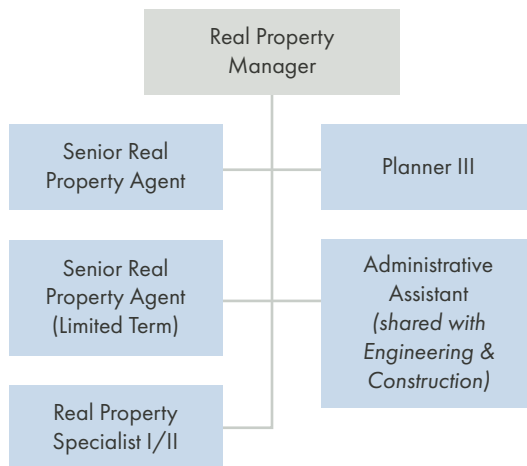 Real Property
Manager
Senior Real
Property Agent
Planner III
Senior Real
Property Agent
(Limited Term)
Administrative
Assistant
(shared with
Engineering &
Construction)
Real Property
Specialist I/II